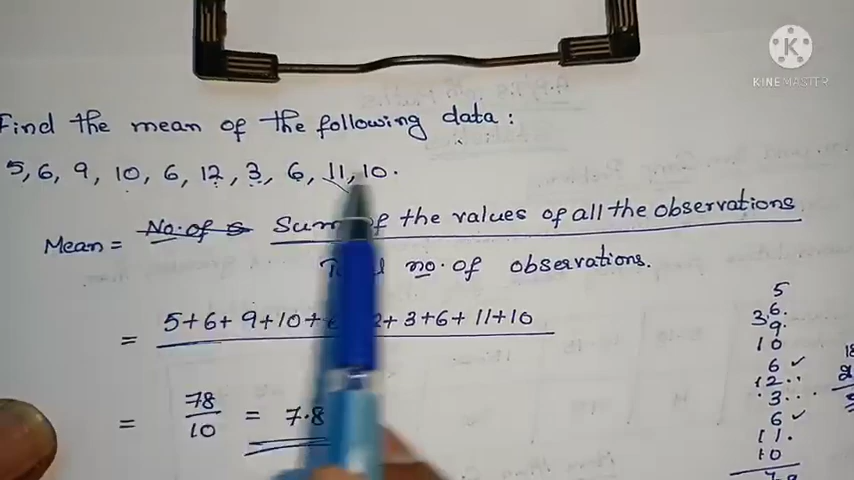 Find the mean of the following data:
5, 6, 9, 10, 6, 12, 3, 6, 11, 10.
Mean = No. of Sum of the values of all the observations
no. of observations.
= 5+6+9+10+ 2+3+6+11+10
= 78/10 = 7.8
5
6.
3 9.
10
6 ✓
12..
.3...
6 ✓
11.
10
K
KINEMASTER